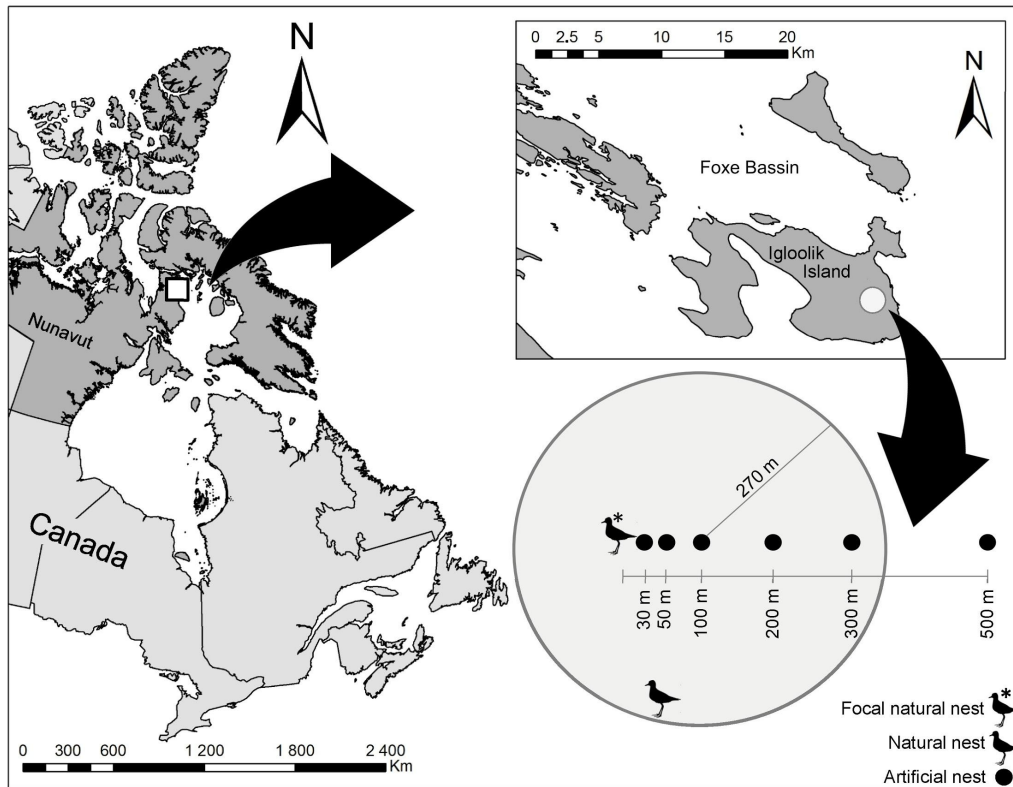 N
Nunavut
Canada
0 300 600 1 200 1 800 2 400
Km
0 2.5 5 10 15 20
Km
N
Foxe Bassin
Igloolik
Island
270 m
*
30 m
50 m
100 m
200 m
300 m
500 m
Focal natural nest *
Natural nest
Artificial nest